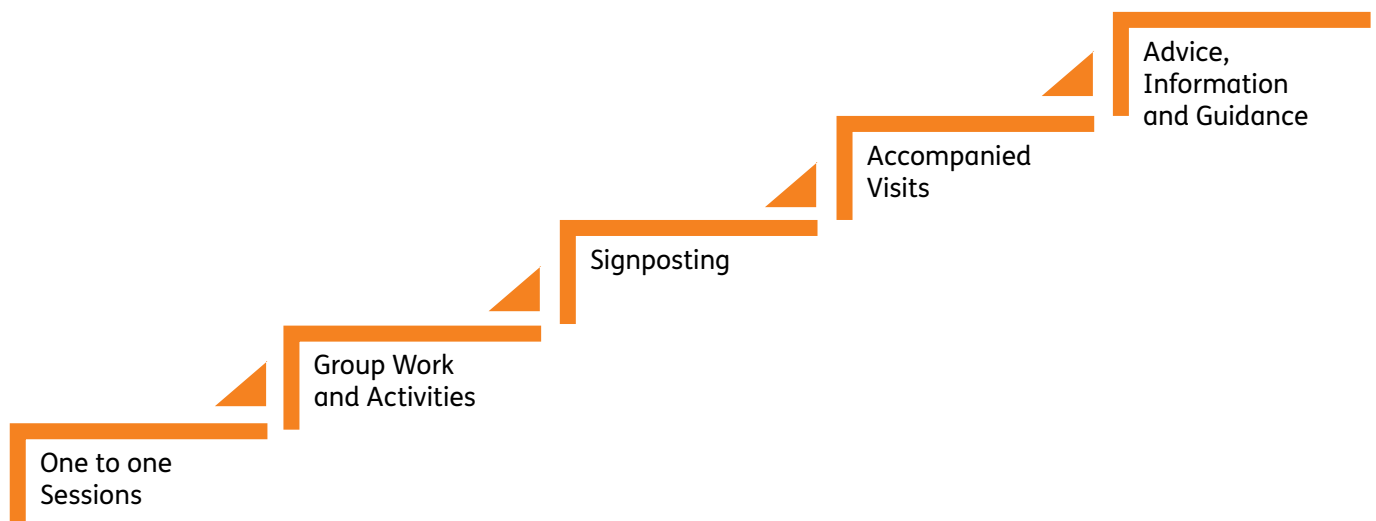 Advice,
Information
and Guidance
Accompanied
Visits
Signposting
Group Work
and Activities
One to one
Sessions